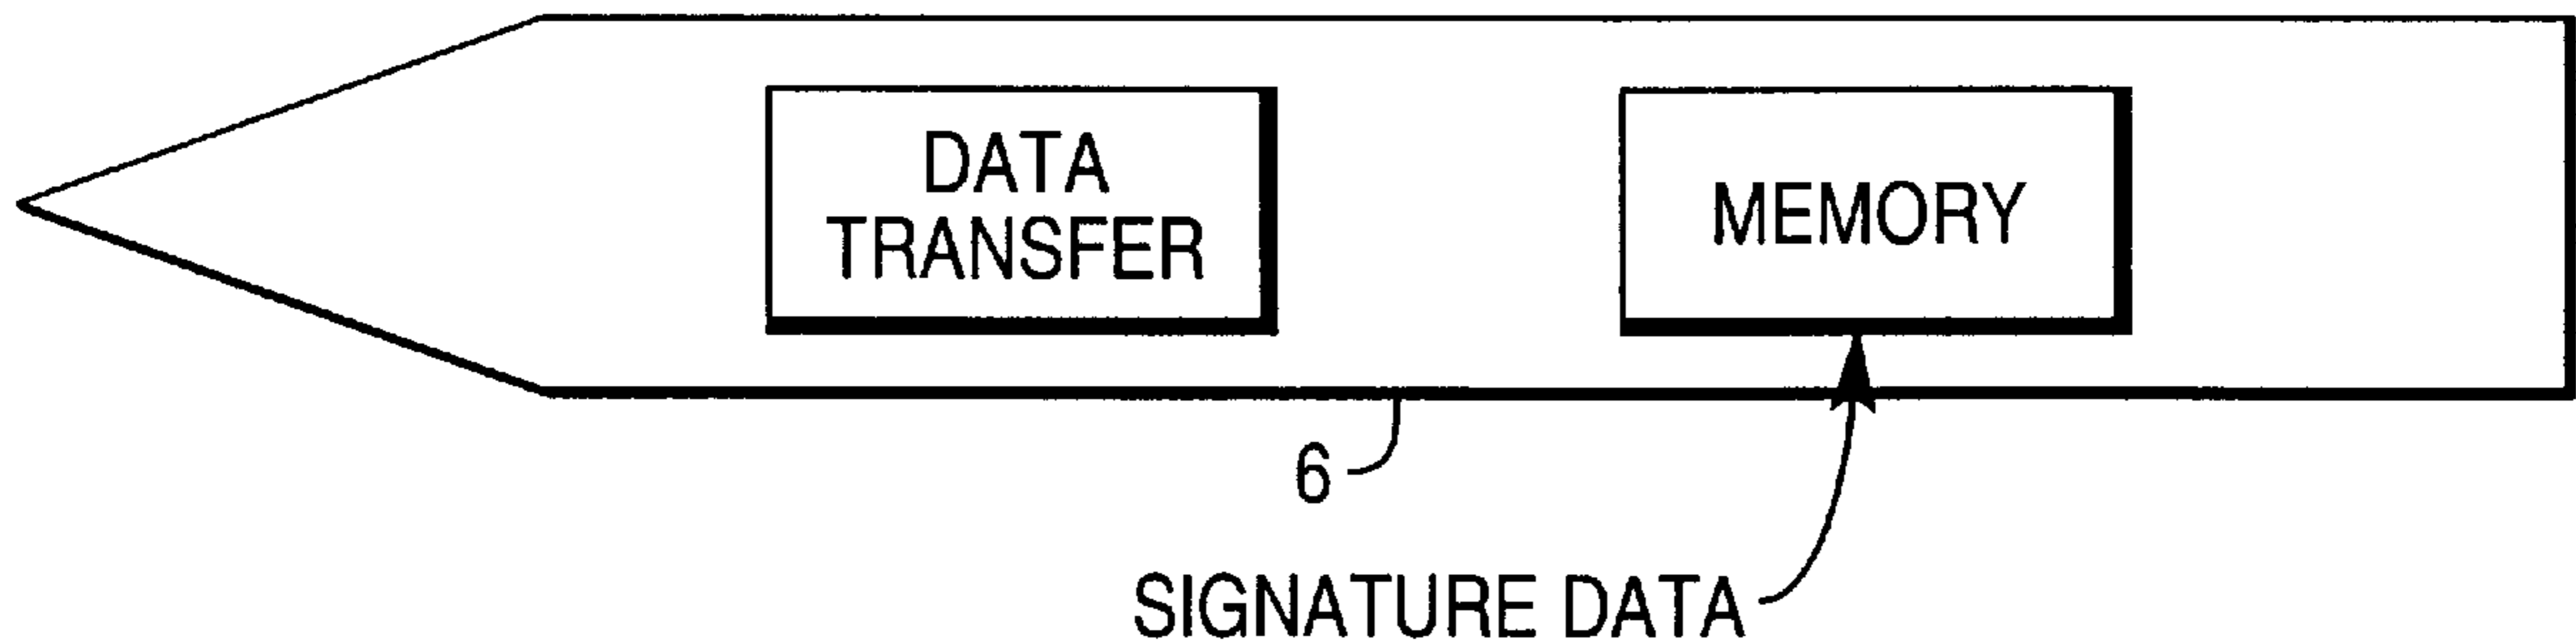 DATA
TRANSFER
MEMORY
6
SIGNATURE DATA